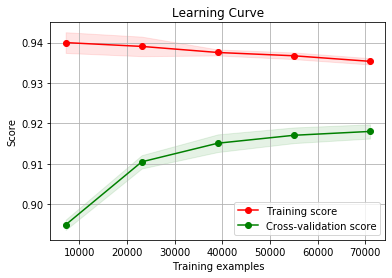 Learning Curve
Score
0.94
0.93
0.92
0.91
0.90
10000 20000 30000 40000 50000 60000 70000
Training examples
Training score
Cross-validation score